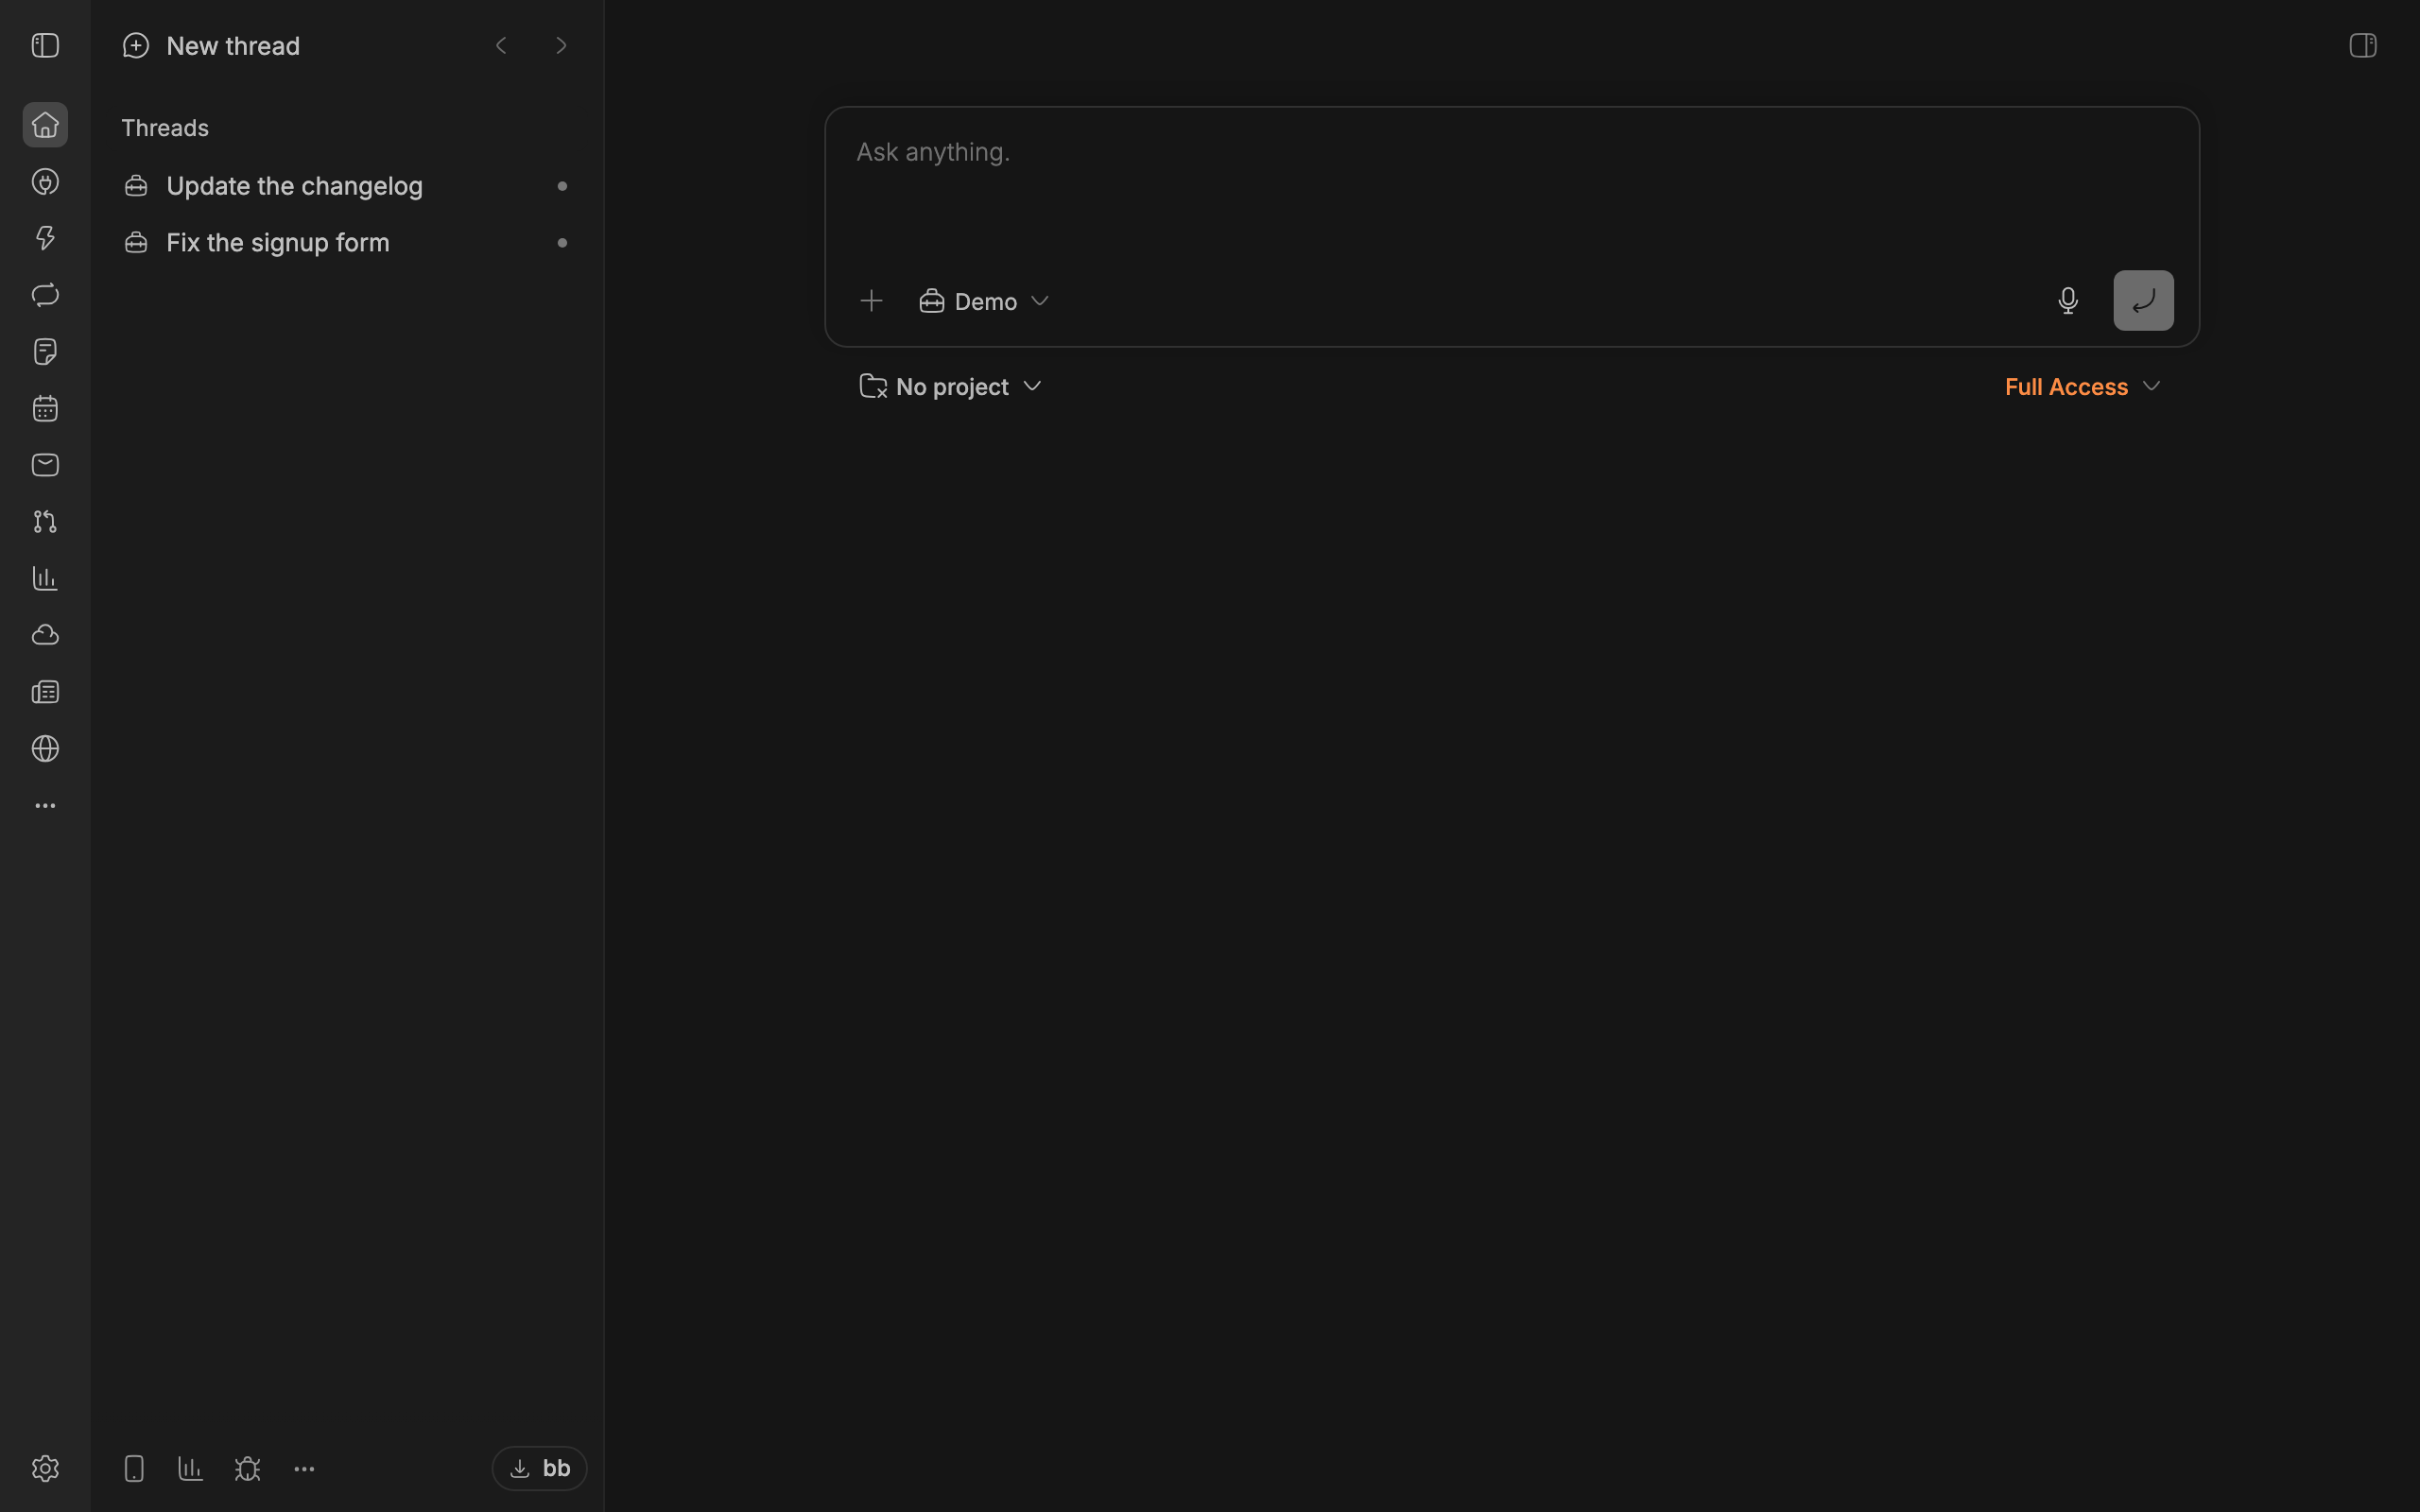 New thread
Threads
Update the changelog
Fix the signup form
Ask anything.
Demo
No project
Full Access
bb